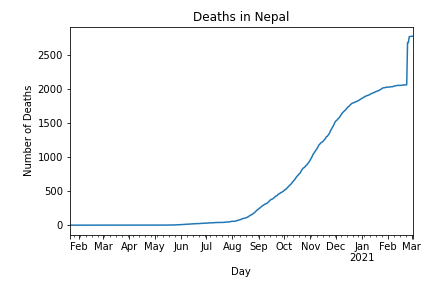 Deaths in Nepal
Number of Deaths
2500
2000
1500
1000
500
0
Feb Mar Apr May Jun Jul Aug Sep Oct Nov Dec Jan Feb Mar
2021
Day